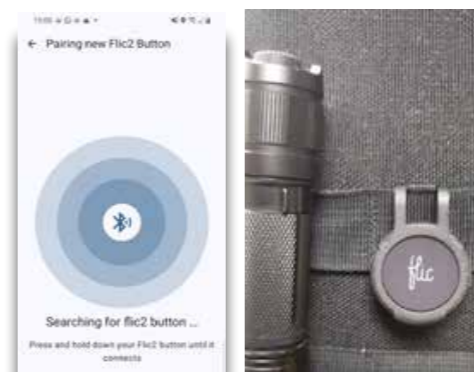 ← Pairing new Flic2 Button
Searching for flic2 button ...
Press and hold down your Flic2 button until it
connects
flic